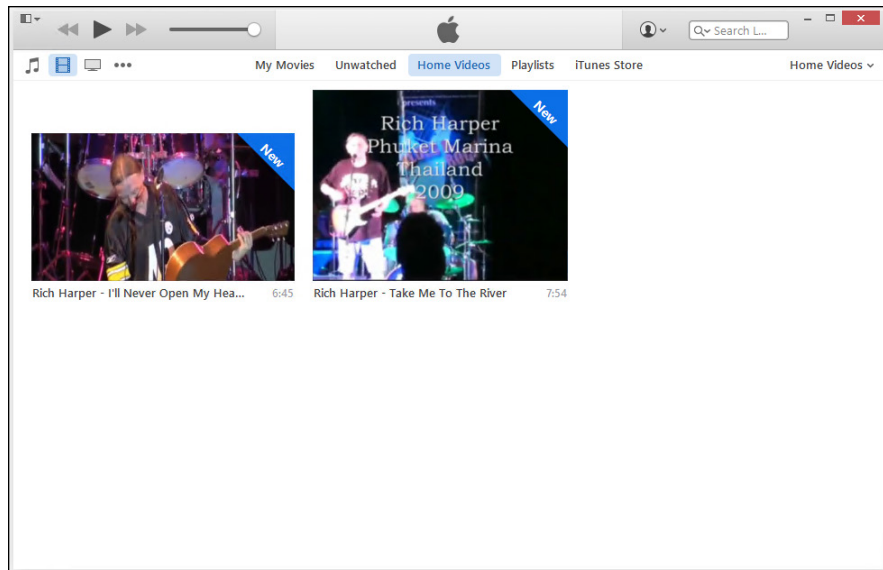 Search L...
My Movies Unwatched Home Videos Playlists iTunes Store Home Videos
presents
New
Rich Harper
Phuket Marina
Thailand
2009
New
Rich Harper - I'll Never Open My Hea... 6:45
Rich Harper - Take Me To The River 7:54